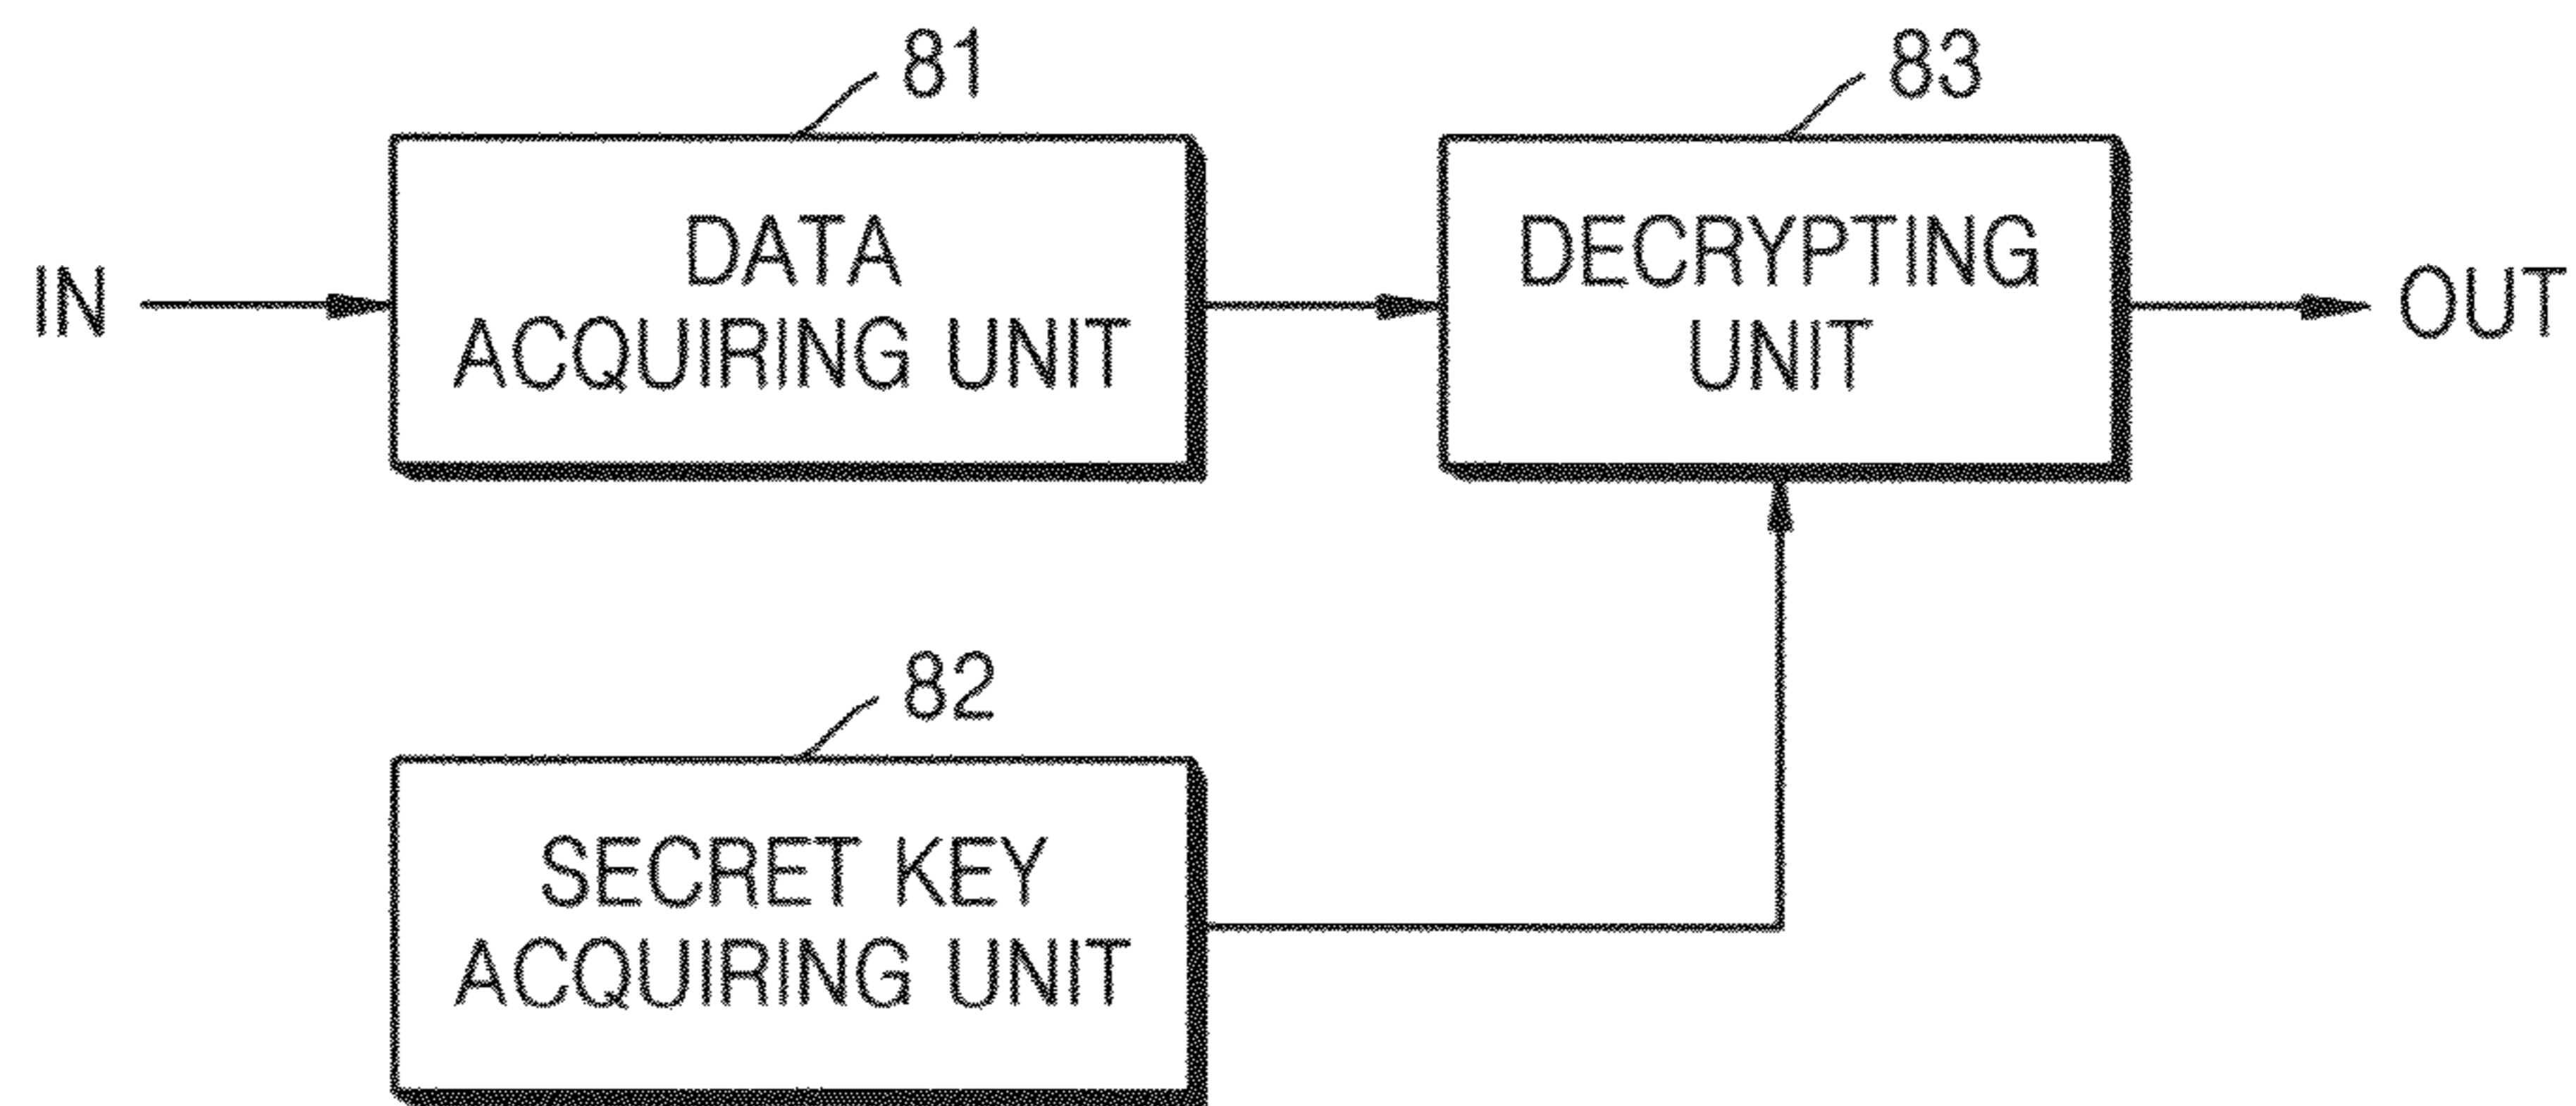 81
83
IN
DATA
ACQUIRING UNIT
DECRYPTING
UNIT
OUT
82
SECRET KEY
ACQUIRING UNIT